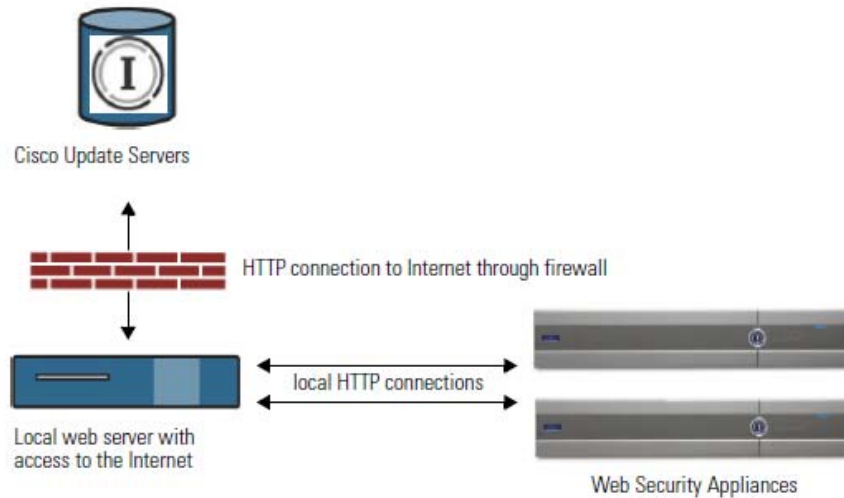 I
Cisco Update Servers
HTTP connection to Internet through firewall
local HTTP connections
Local web server with
access to the Internet
Web Security Appliances